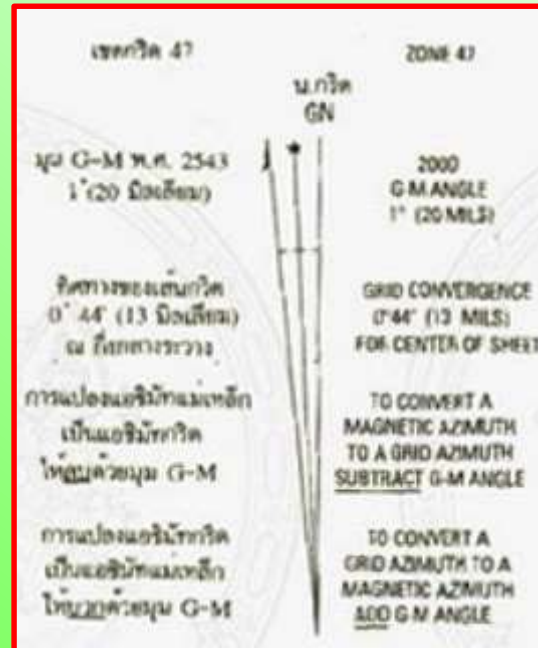 เขตกริด 47
ZONE 47
น.กริด
GN
มุม G-M พ.ศ. 2543
1° (20 มิลเลียม)
2000
G-M ANGLE
1° (20 MILS)
ทิศทางของเส้นกริด
0° 44' (13 มิลเลียม)
ณ กึ่งกลางระวาง
GRID CONVERGENCE
0°44' (13 MILS)
FOR CENTER OF SHEET
การแปลงแอซิมัทแม่เหล็ก
เป็นแอซิมัทกริด
ให้ลบด้วยมุม G-M
TO CONVERT A
MAGNETIC AZIMUTH
TO A GRID AZIMUTH
SUBTRACT G-M ANGLE
การแปลงแอซิมัทกริด
เป็นแอซิมัทแม่เหล็ก
ให้บวกด้วยมุม G-M
TO CONVERT A
GRID AZIMUTH TO A
MAGNETIC AZIMUTH
ADD G-M ANGLE